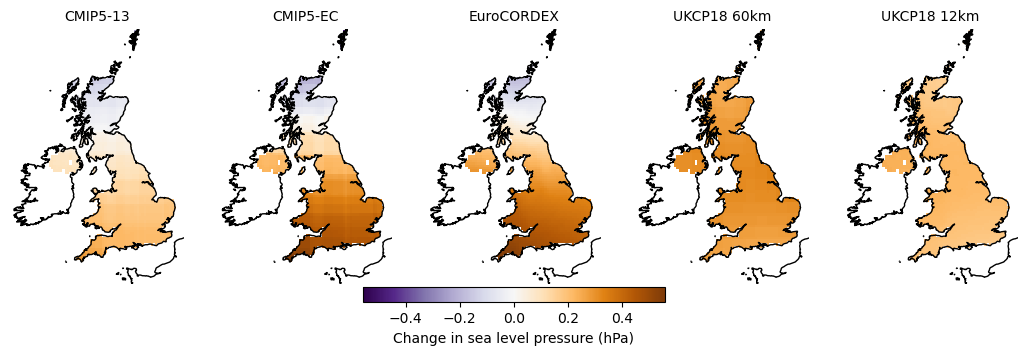 CMIP5-13 CMIP5-EC EuroCORDEX UKCP18 60km UKCP18 12km
−0.4 −0.2 0.0 0.2 0.4
Change in sea level pressure (hPa)